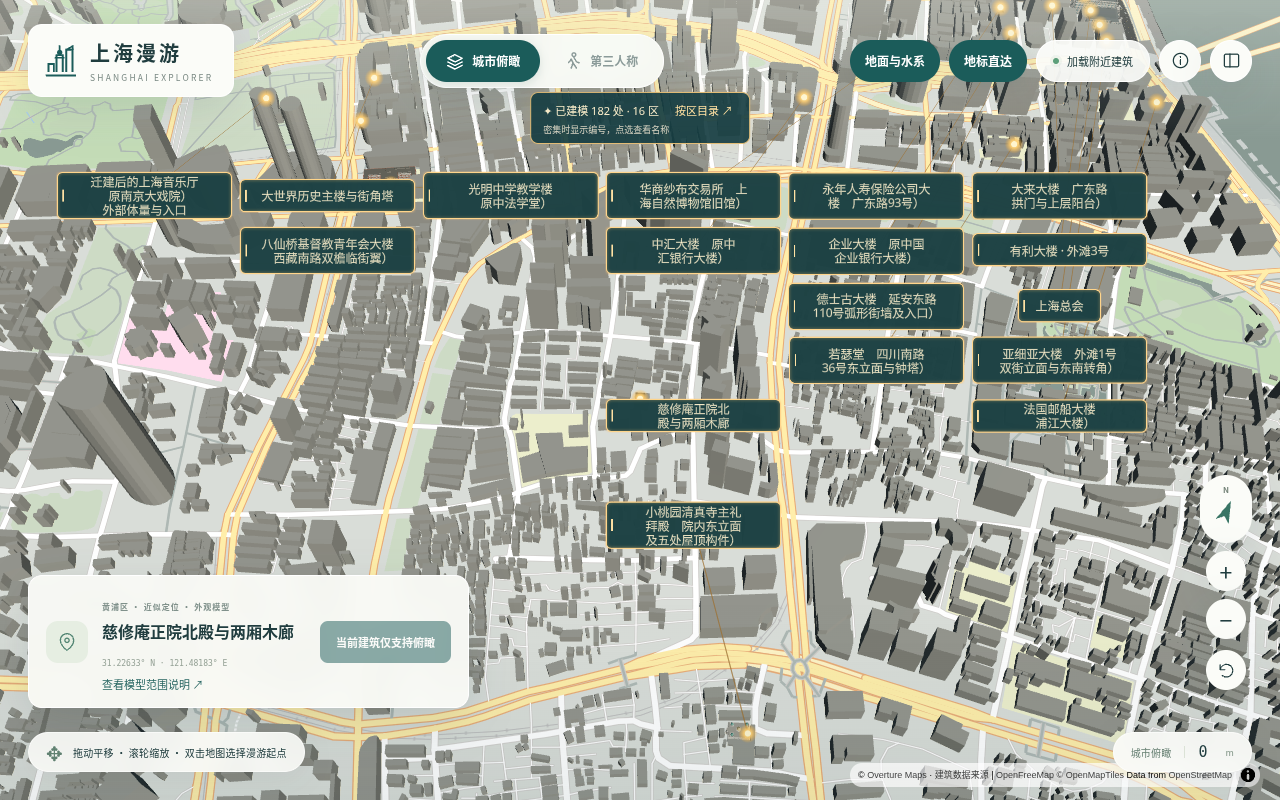 上海漫游
SHANGHAI EXPLORER
城市俯瞰
第三人称
地面与水系
地标直达
加载附近建筑
✦ 已建模 182 处 · 16 区 按区目录 ↗
密集时显示编号，点选查看名称
迁建后的上海音乐厅
原南京大戏院）
外部体量与入口
大世界历史主楼与街角塔
光明中学教学楼
原中法学堂）
华商纱布交易所 上
海自然博物馆旧馆）
永年人寿保险公司大
楼 广东路93号）
大来大楼 广东路
拱门与上层阳台）
八仙桥基督教青年会大楼
西藏南路双檐临街翼）
中汇大楼 原中
汇银行大楼）
企业大楼 原中国
企业银行大楼）
有利大楼 · 外滩3号
德士古大楼 延安东路
110号弧形街墙及入口）
上海总会
若瑟堂 四川南路
36号东立面与钟塔）
亚细亚大楼 外滩1号
双街立面与东南转角）
慈修庵正院北
殿与两厢木廊
法国邮船大楼
浦江大楼）
小桃园清真寺主礼
拜殿 院内东立面
及五处屋顶构件）
N
黄浦区 • 近似定位 • 外观模型
慈修庵正院北殿与两厢木廊
当前建筑仅支持俯瞰
31.22633° N · 121.48183° E
查看模型范围说明 ↗
拖动平移 • 滚轮缩放 • 双击地图选择漫游起点
城市俯瞰 0 m
© Overture Maps · 建筑数据来源 | OpenFreeMap © OpenMapTiles Data from OpenStreetMap